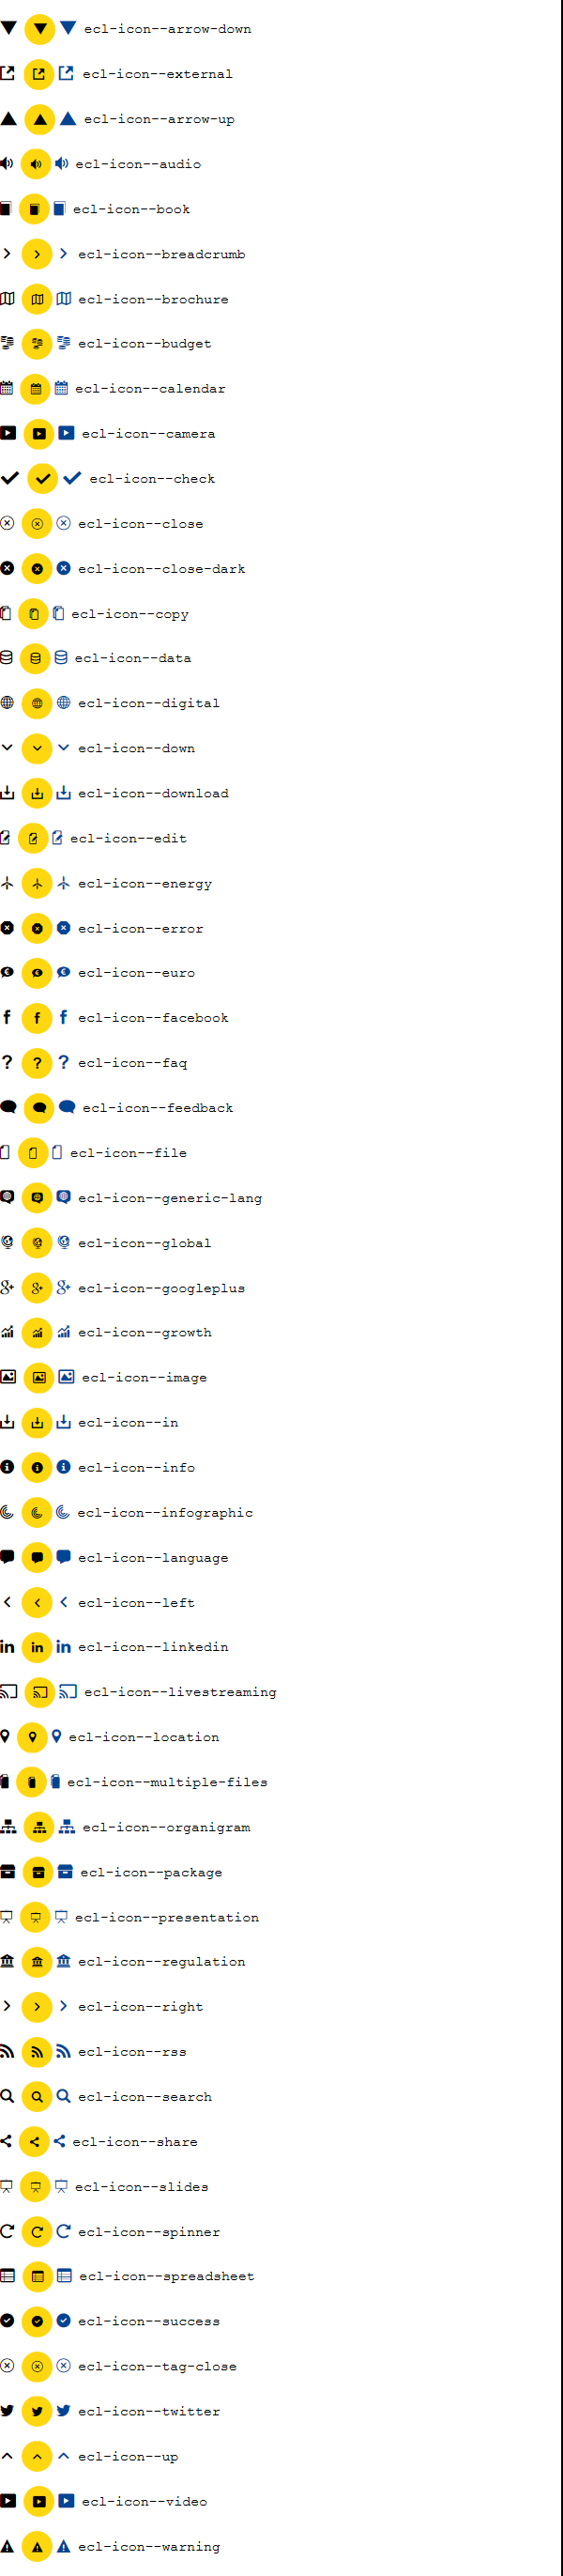 ecl-icon--arrow-down
ecl-icon--external
ecl-icon--arrow-up
ecl-icon--audio
ecl-icon--book
ecl-icon--breadcrumb
ecl-icon--brochure
ecl-icon--budget
ecl-icon--calendar
ecl-icon--camera
ecl-icon--check
ecl-icon--close
ecl-icon--close-dark
ecl-icon--copy
ecl-icon--data
ecl-icon--digital
ecl-icon--down
ecl-icon--download
ecl-icon--edit
ecl-icon--energy
ecl-icon--error
ecl-icon--euro
ecl-icon--facebook
ecl-icon--faq
ecl-icon--feedback
ecl-icon--file
ecl-icon--generic-lang
ecl-icon--global
ecl-icon--googleplus
ecl-icon--growth
ecl-icon--image
ecl-icon--in
ecl-icon--info
ecl-icon--infographic
ecl-icon--language
ecl-icon--left
ecl-icon--linkedin
ecl-icon--livestreaming
ecl-icon--location
ecl-icon--multiple-files
ecl-icon--organigram
ecl-icon--package
ecl-icon--presentation
ecl-icon--regulation
ecl-icon--right
ecl-icon--rss
ecl-icon--search
ecl-icon--share
ecl-icon--slides
ecl-icon--spinner
ecl-icon--spreadsheet
ecl-icon--success
ecl-icon--tag-close
ecl-icon--twitter
ecl-icon--up
ecl-icon--video
ecl-icon--warning